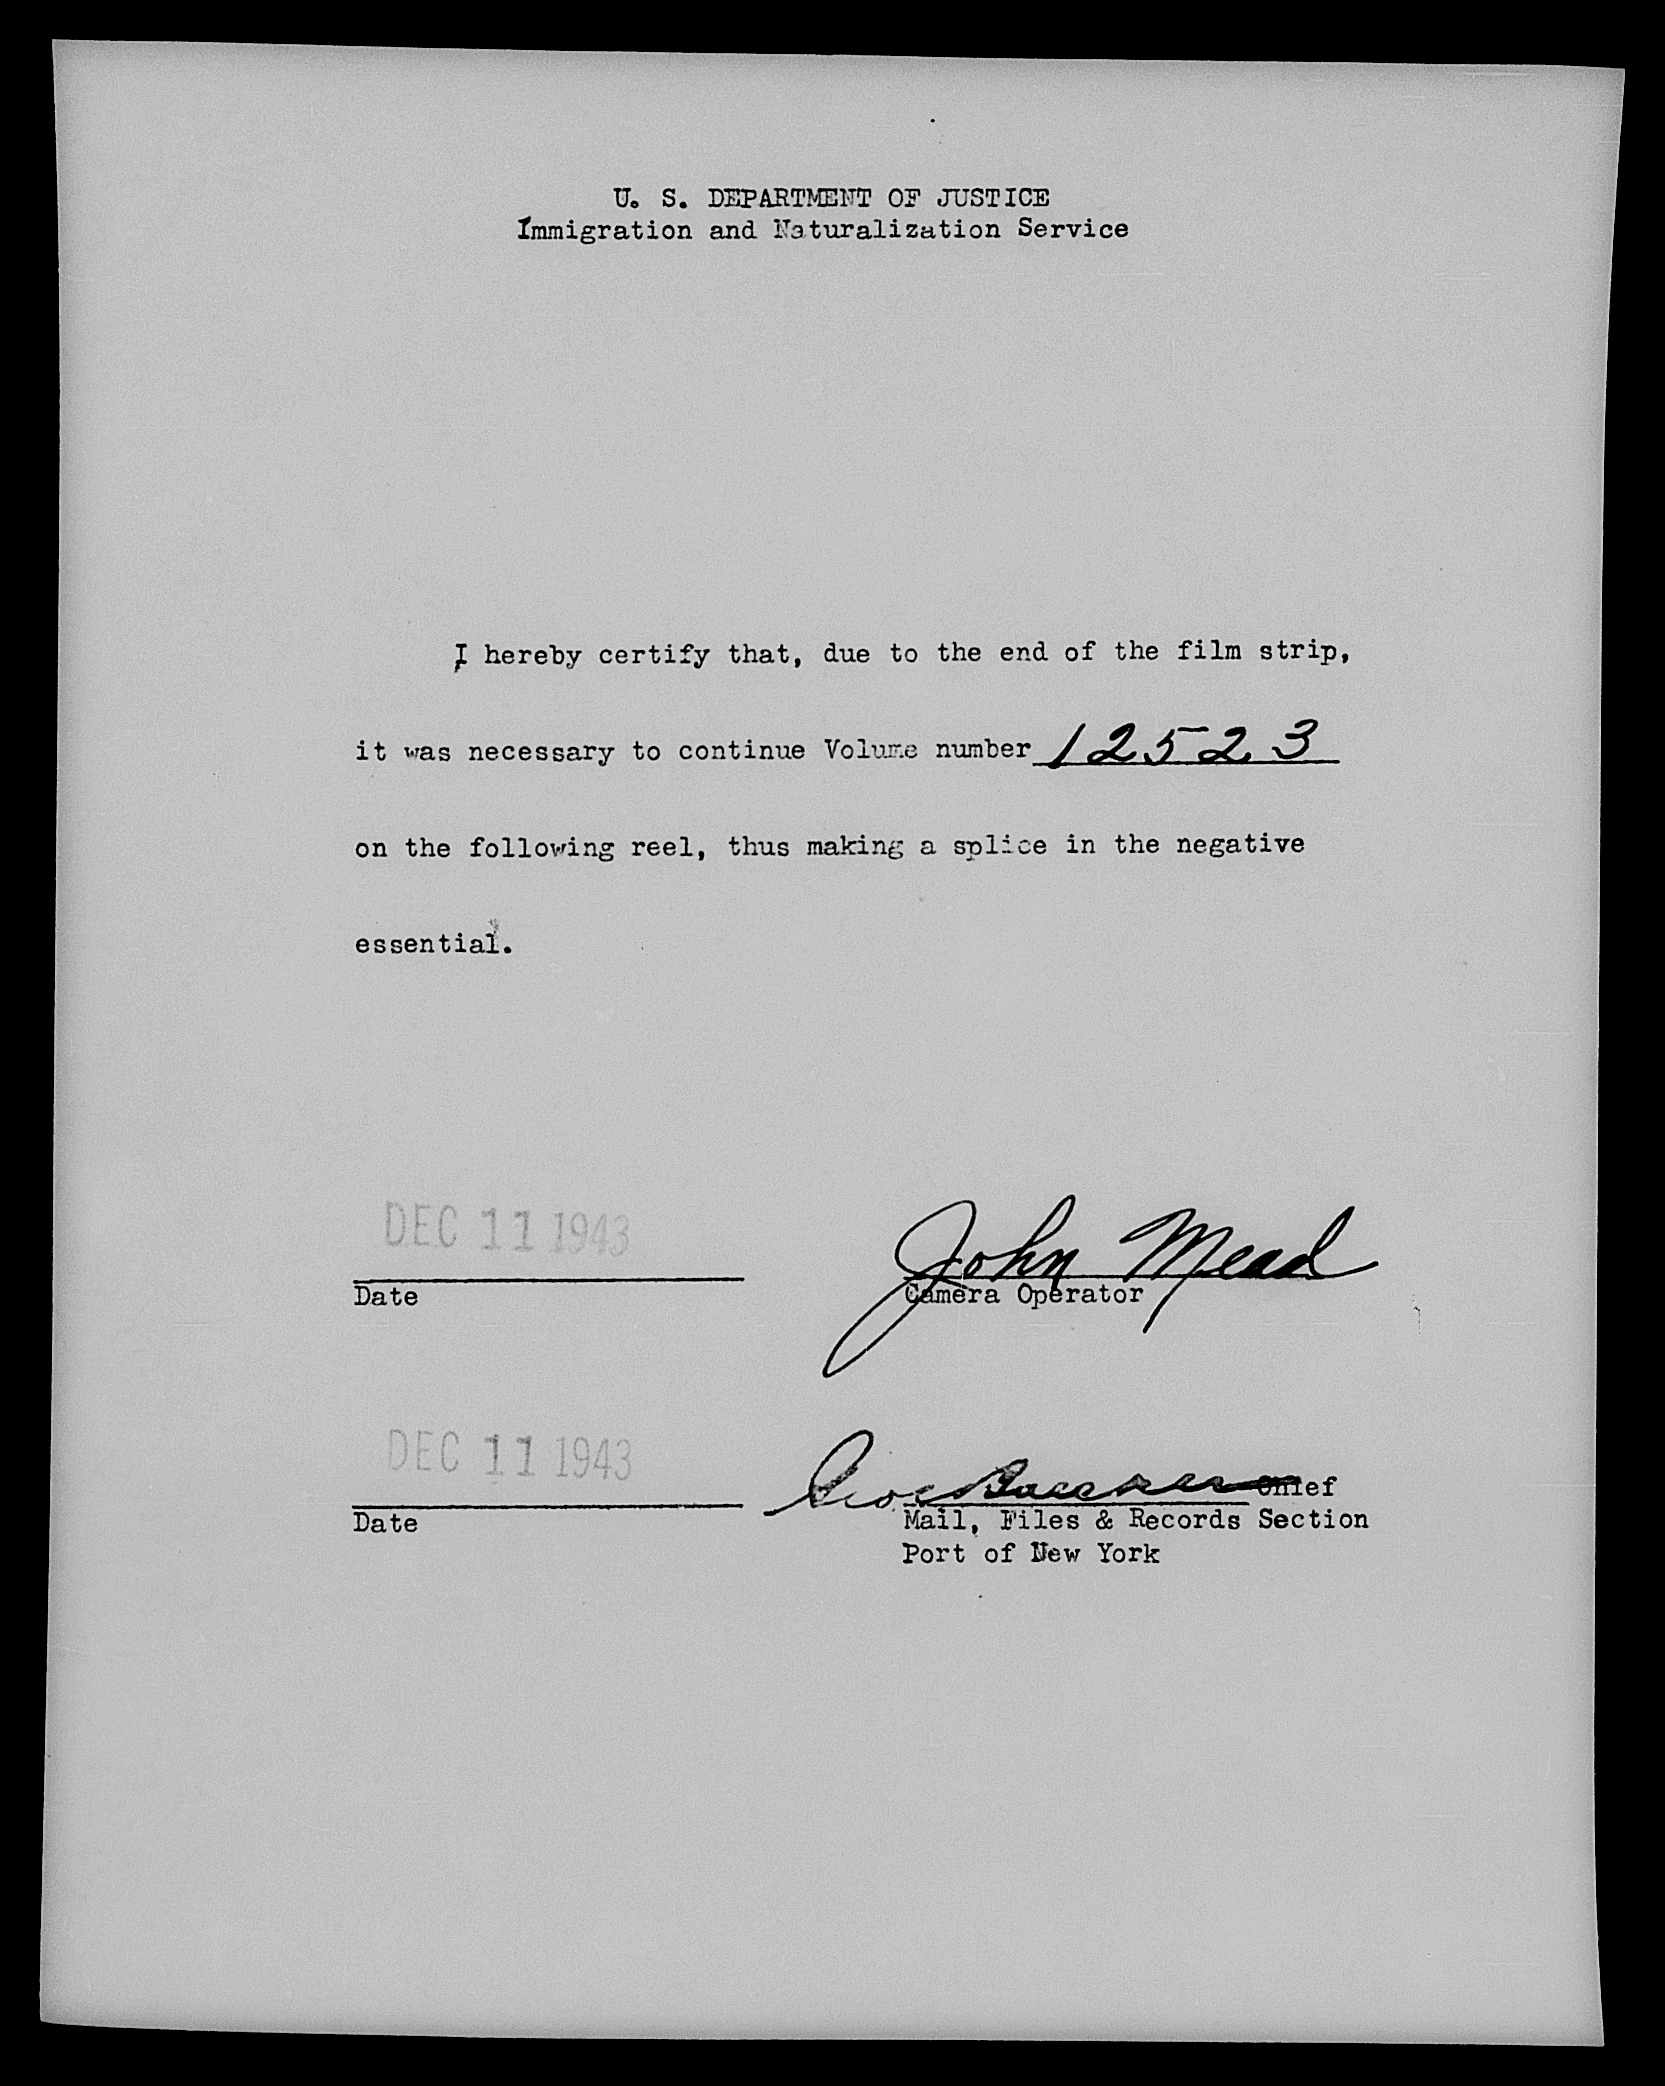 U. S. DEPARTMENT OF JUSTICE
Immigration and Naturalization Service
I hereby certify that, due to the end of the film strip,
it was necessary to continue Volume number 12523
on the following reel, thus making a splice in the negative
essential.
DEC 11 1943 John Mead
Date Camera Operator
DEC 11 1943 Chief
Date Mail, Files & Records Section
Port of New York